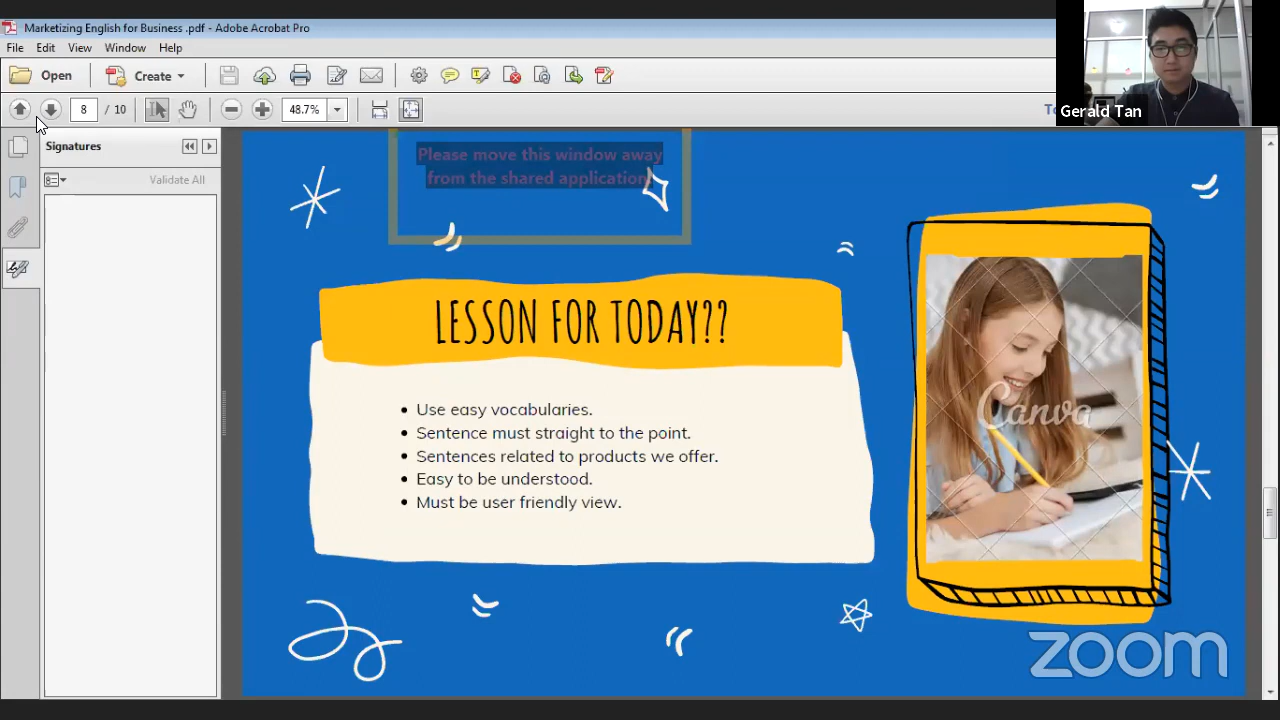 Marketizing English for Business .pdf - Adobe Acrobat Pro
File Edit View Window Help
Open Create
8 / 10 48.7%
Gerald Tan
Signatures
Validate All
Please move this window away
from the shared application.
LESSON FOR TODAY??
• Use easy vocabularies.
• Sentence must straight to the point.
• Sentences related to products we offer.
• Easy to be understood.
• Must be user friendly view.
Canva
zoom